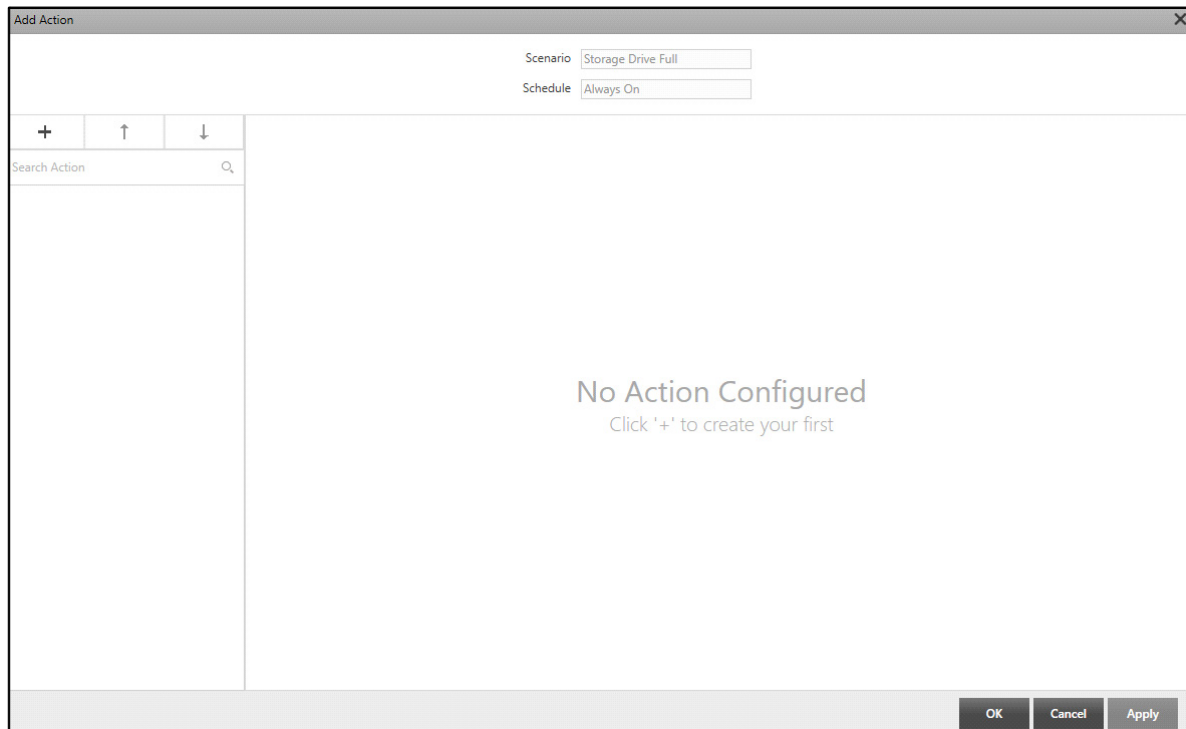 Add Action
Scenario Storage Drive Full
Schedule Always On
Search Action
No Action Configured
Click '+' to create your first
OK Cancel Apply